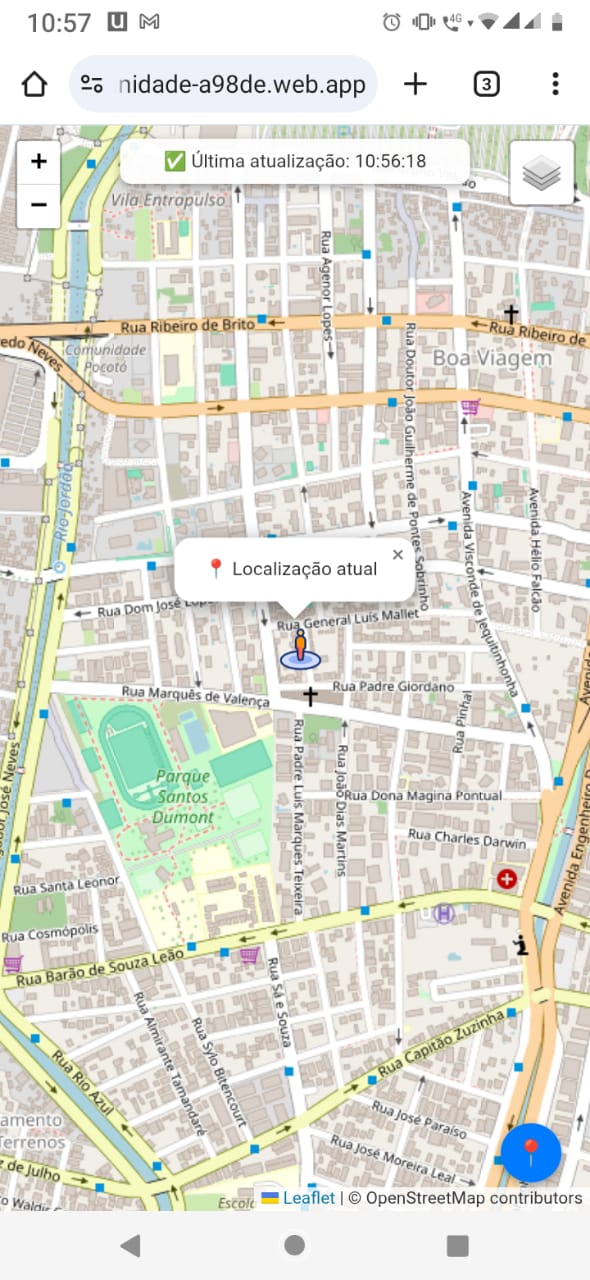 10:57
4G
nidade-a98de.web.app
3
+
✅ Última atualização: 10:56:18
−
Vila Entrapulso
Rua Agenor Lopes
Rua Ribeiro de Brito
Rua Ribeiro de
edo Neves
Comunidade
Pocotó
Boa Viagem
Rua Doutor João Guilherme de Pontes Sobrinho
Rio Jordão
Avenida Visconde de Jequitinhonha
Avenida Hélio Falcão
📍 Localização atual
×
Rua Dom José Lopes
Rua General Luís Mallet
Rua Marquês de Valença
Rua Padre Giordano
Rua Pinhal
Avenida
Parque
Santos
Dumont
Rua Padre Luís Marques Teixeira
Rua João Dias Martins
Rua Dona Magina Pontual
Rua Charles Darwin
José Neves
Avenida Engenheiro D
Rua Santa Leonor
Rua Cosmópolis
H
i
Rua Barão de Souza Leão
Rua Sá e Souza
Rua Capitão Zuzinha
Rua Almirante Tamandaré
Rua Sylo Bitencourt
Rua Rio Azul
Rua José Paraíso
Rua José Moreira Leal
amento
Terrenos
z de Julho
o Waldir
Escola
Leaflet | © OpenStreetMap contributors